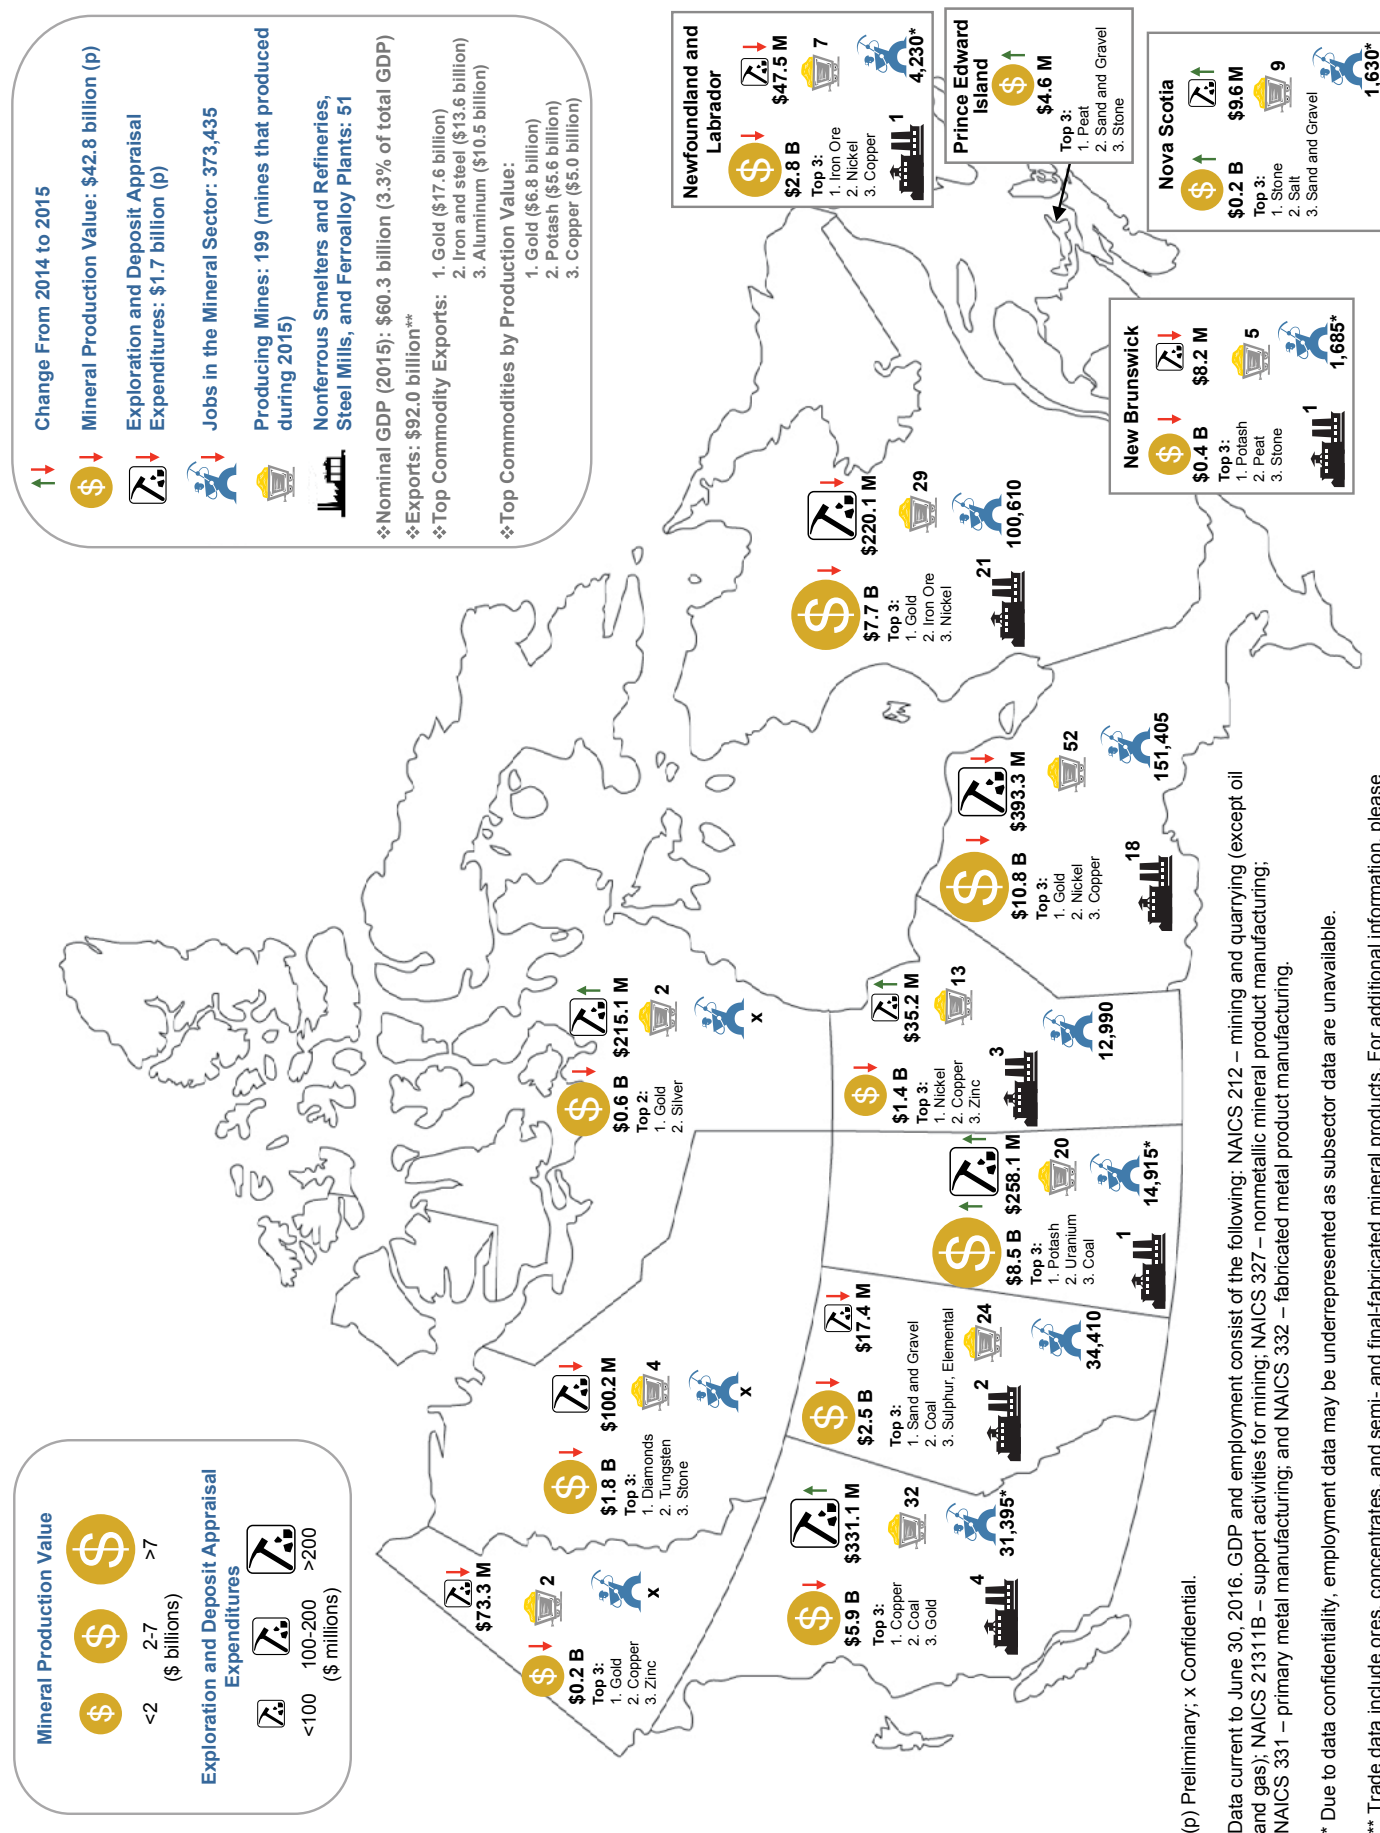 Mineral Production Value
<2
2-7
>7
($ billions)
Exploration and Deposit Appraisal
Expenditures
<100
100-200
>200
($ millions)
Change From 2014 to 2015
Mineral Production Value: $42.8 billion (p)
Exploration and Deposit Appraisal
Expenditures: $1.7 billion (p)
Jobs in the Mineral Sector: 373,435
Producing Mines: 199 (mines that produced
during 2015)
Nonferrous Smelters and Refineries,
Steel Mills, and Ferroalloy Plants: 51
❖Nominal GDP (2015): $60.3 billion (3.3% of total GDP)
❖Exports: $92.0 billion**
❖Top Commodity Exports:
1. Gold ($17.6 billion)
2. Iron and steel ($13.6 billion)
3. Aluminum ($10.5 billion)
❖Top Commodities by Production Value:
1. Gold ($6.8 billion)
2. Potash ($5.6 billion)
3. Copper ($5.0 billion)
$73.3 M
2
x
$0.2 B
Top 3:
1. Gold
2. Copper
3. Zinc
$100.2 M
4
x
$1.8 B
Top 3:
1. Diamonds
2. Tungsten
3. Stone
$215.1 M
2
x
$0.6 B
Top 2:
1. Gold
2. Silver
$5.9 B
$331.1 M
Top 3:
1. Copper
2. Coal
3. Gold
32
31,395*
4
$2.5 B
$17.4 M
Top 3:
1. Sand and Gravel
2. Coal
3. Sulphur, Elemental
24
34,410
2
$8.5 B
$258.1 M
Top 3:
1. Potash
2. Uranium
3. Coal
20
14,915*
1
$1.4 B
$35.2 M
Top 3:
1. Nickel
2. Copper
3. Zinc
13
3
12,990
$10.8 B
$393.3 M
Top 3:
1. Gold
2. Nickel
3. Copper
52
151,405
18
$7.7 B
$220.1 M
Top 3:
1. Gold
2. Iron Ore
3. Nickel
29
100,610
21
Newfoundland and
Labrador
$2.8 B
$47.5 M
Top 3:
1. Iron Ore
2. Nickel
3. Copper
7
1
4,230*
Prince Edward
Island
$4.6 M
Top 3:
1. Peat
2. Sand and Gravel
3. Stone
Nova Scotia
$0.2 B
$9.6 M
Top 3:
1. Stone
2. Salt
3. Sand and Gravel
9
1,630*
New Brunswick
$0.4 B
$8.2 M
Top 3:
1. Potash
2. Peat
3. Stone
5
1
1,685*
(p) Preliminary; x Confidential.
Data current to June 30, 2016. GDP and employment consist of the following: NAICS 212 – mining and quarrying (except oil
and gas); NAICS 21311B – support activities for mining; NAICS 327 – nonmetallic mineral product manufacturing;
NAICS 331 – primary metal manufacturing; and NAICS 332 – fabricated metal product manufacturing.
* Due to data confidentiality, employment data may be underrepresented as subsector data are unavailable.
** Trade data include ores, concentrates, and semi- and final-fabricated mineral products. For additional information, please